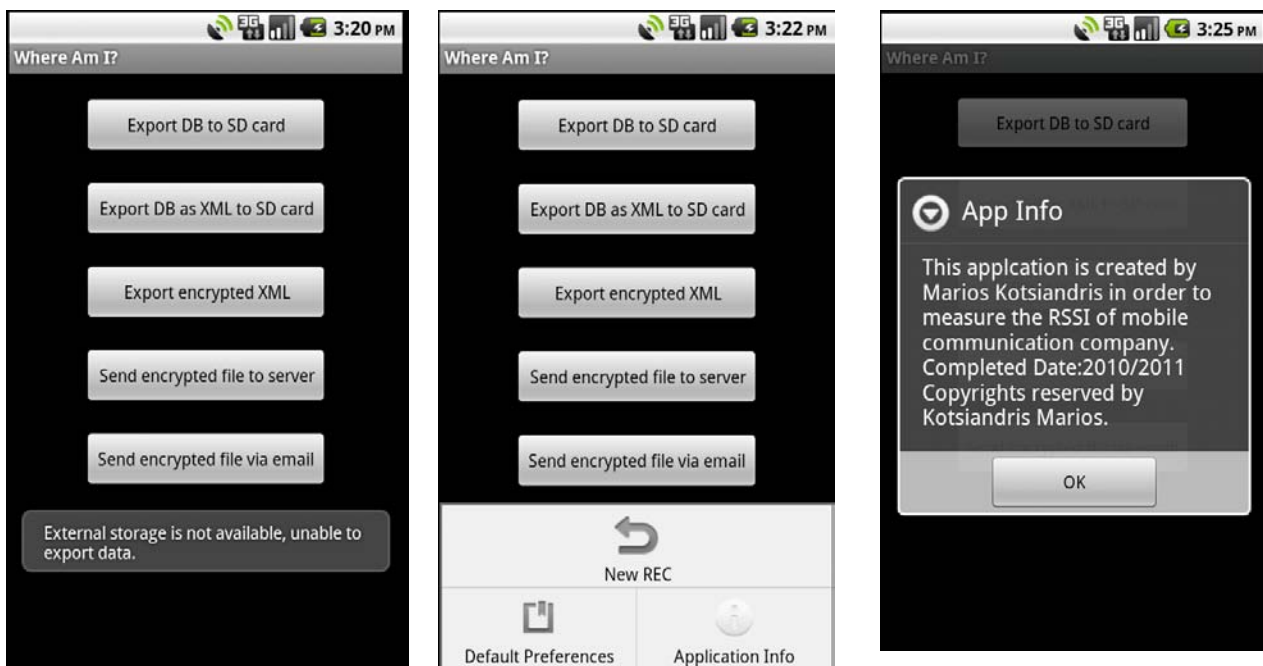 3G
3:20 PM
Where Am I?
Export DB to SD card
Export DB as XML to SD card
Export encrypted XML
Send encrypted file to server
Send encrypted file via email
External storage is not available, unable to
export data.
3G
3:22 PM
Where Am I?
Export DB to SD card
Export DB as XML to SD card
Export encrypted XML
Send encrypted file to server
Send encrypted file via email
New REC
Default Preferences
Application Info
3G
3:25 PM
Where Am I?
Export DB to SD card
App Info
This applcation is created by
Marios Kotsiandris in order to
measure the RSSI of mobile
communication company.
Completed Date:2010/2011
Copyrights reserved by
Kotsiandris Marios.
OK